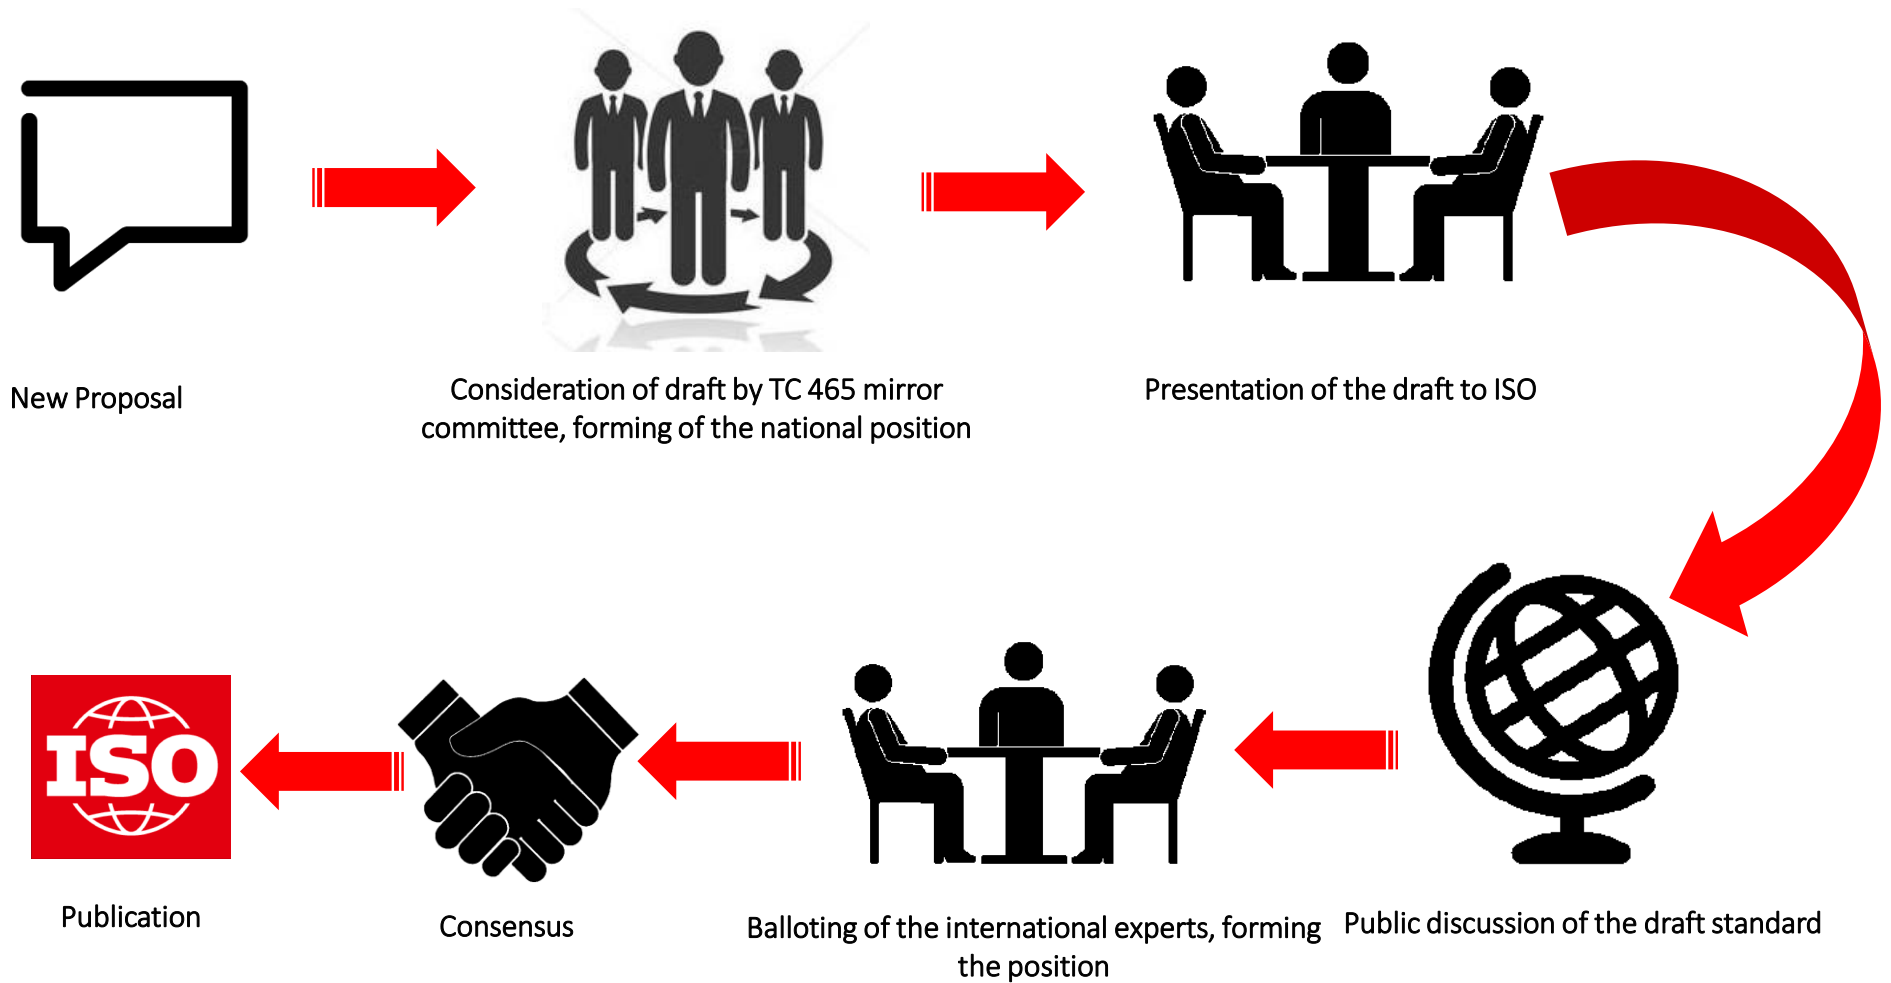 New Proposal
Consideration of draft by TC 465 mirror
committee, forming of the national position
Presentation of the draft to ISO
ISO
Publication
Consensus
Balloting of the international experts, forming
the position
Public discussion of the draft standard